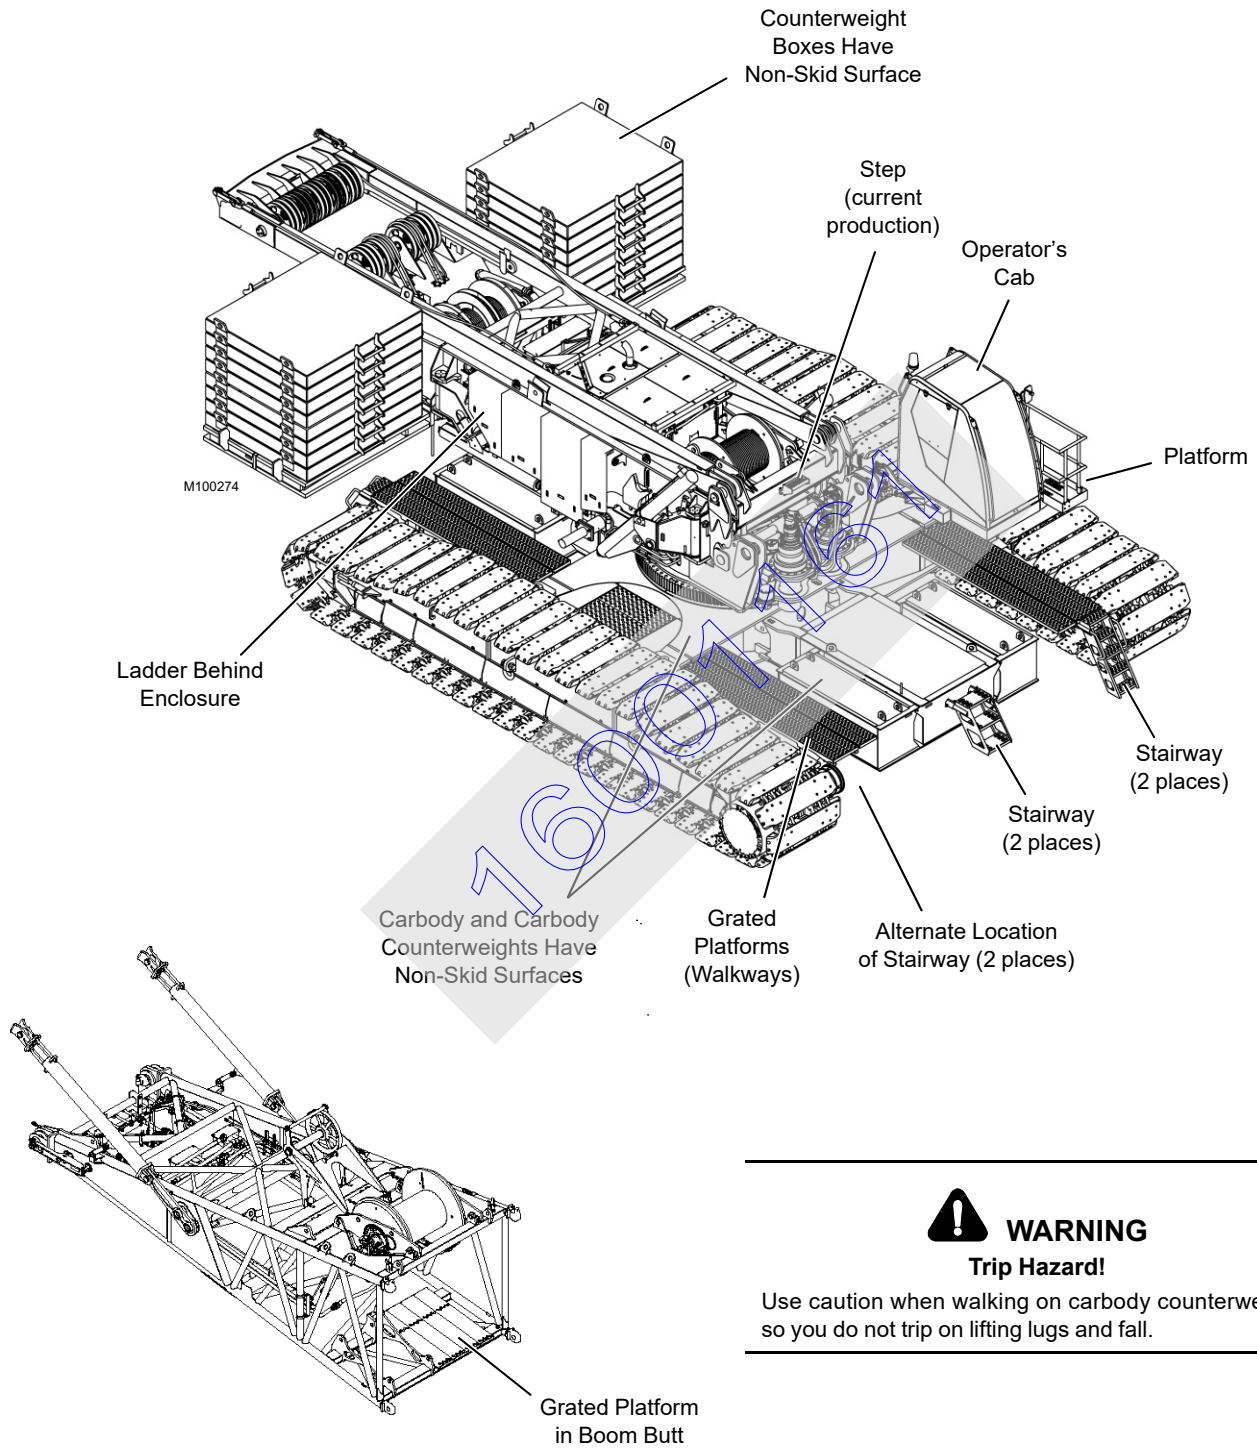 Counterweight
Boxes Have
Non-Skid Surface
Step
(current
production)
Operator's
Cab
Platform
M100274
Ladder Behind
Enclosure
Stairway
(2 places)
Stairway
(2 places)
Carbody and Carbody
Counterweights Have
Non-Skid Surfaces
Grated
Platforms
(Walkways)
Alternate Location
of Stairway (2 places)
16001161
WARNING
Trip Hazard!
Use caution when walking on carbody counterwe
so you do not trip on lifting lugs and fall.
Grated Platform
in Boom Butt